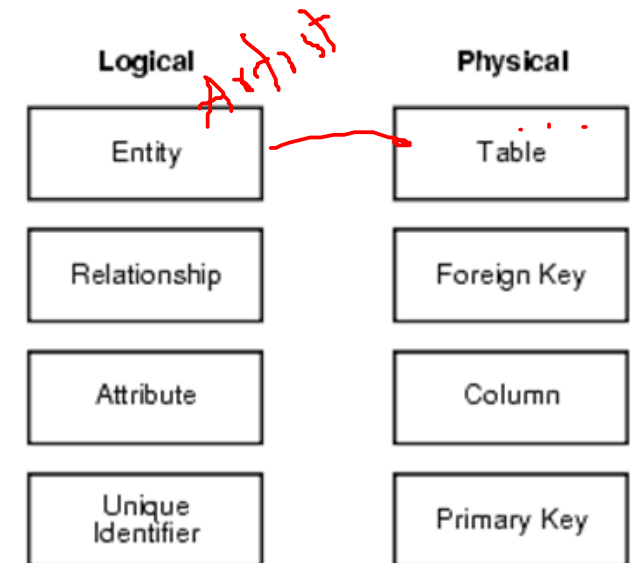 Logical Physical
Artist
Entity Table
Relationship Foreign Key
Attribute Column
Unique
Identifier Primary Key